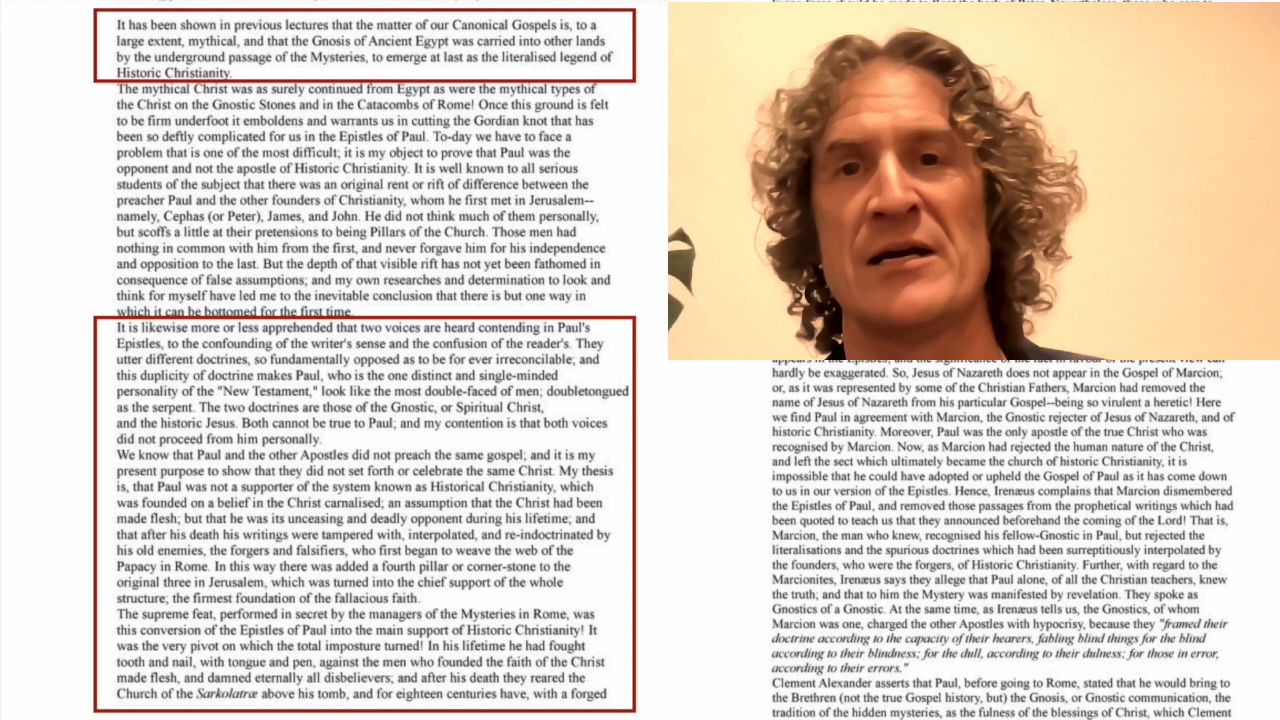 It has been shown in previous lectures that the matter of our Canonical Gospels is, to a
large extent, mythical, and that the Gnosis of Ancient Egypt was carried into other lands
by the underground passage of the Mysteries, to emerge at last as the literalised legend of
Historic Christianity.
The mythical Christ was as surely continued from Egypt as were the mythical types of
the Christ on the Gnostic Stones and in the Catacombs of Rome! Once this ground is felt
to be firm underfoot it emboldens and warrants us in cutting the Gordian knot that has
been so deftly complicated for us in the Epistles of Paul. To-day we have to face a
problem that is one of the most difficult; it is my object to prove that Paul was the
opponent and not the apostle of Historic Christianity. It is well known to all serious
students of the subject that there was an original rent or rift of difference between the
preacher Paul and the other founders of Christianity, whom he first met in Jerusalem--
namely, Cephas (or Peter), James, and John. He did not think much of them personally,
but scoffs a little at their pretensions to being Pillars of the Church. Those men had
nothing in common with him from the first, and never forgave him for his independence
and opposition to the last. But the depth of that visible rift has not yet been fathomed in
consequence of false assumptions; and my own researches and determination to look and
think for myself have led me to the inevitable conclusion that there is but one way in
which it can be bottomed for the first time.
It is likewise more or less apprehended that two voices are heard contending in Paul's
Epistles, to the confounding of the writer's sense and the confusion of the reader's. They
utter different doctrines, so fundamentally opposed as to be for ever irreconcilable; and
this duplicity of doctrine makes Paul, who is the one distinct and single-minded
personality of the "New Testament," look like the most double-faced of men; doubletongued
as the serpent. The two doctrines are those of the Gnostic, or Spiritual Christ,
and the historic Jesus. Both cannot be true to Paul; and my contention is that both voices
did not proceed from him personally.
We know that Paul and the other Apostles did not preach the same gospel; and it is my
present purpose to show that they did not set forth or celebrate the same Christ. My thesis
is, that Paul was not a supporter of the system known as Historical Christianity, which
was founded on a belief in the Christ carnalised; an assumption that the Christ had been
made flesh; but that he was its unceasing and deadly opponent during his lifetime; and
that after his death his writings were tampered with, interpolated, and re-indoctrinated by
his old enemies, the forgers and falsifiers, who first began to weave the web of the
Papacy in Rome. In this way there was added a fourth pillar or corner-stone to the
original three in Jerusalem, which was turned into the chief support of the whole
structure; the firmest foundation of the fallacious faith.
The supreme feat, performed in secret by the managers of the Mysteries in Rome, was
this conversion of the Epistles of Paul into the main support of Historic Christianity! It
was the very pivot on which the total imposture turned! In his lifetime he had fought
tooth and nail, with tongue and pen, against the men who founded the faith of the Christ
made flesh, and damned eternally all disbelievers; and after his death they reared the
Church of the Sarkolatræ above his tomb, and for eighteen centuries have, with a forged
hardly be exaggerated. So, Jesus of Nazareth does not appear in the Gospel of Marcion;
or, as it was represented by some of the Christian Fathers, Marcion had removed the
name of Jesus of Nazareth from his particular Gospel--being so virulent a heretic! Here
we find Paul in agreement with Marcion, the Gnostic rejecter of Jesus of Nazareth, and of
historic Christianity. Moreover, Paul was the only apostle of the true Christ who was
recognised by Marcion. Now, as Marcion had rejected the human nature of the Christ,
and left the sect which ultimately became the church of historic Christianity, it is
impossible that he could have adopted or upheld the Gospel of Paul as it has come down
to us in our version of the Epistles. Hence, Irenæus complains that Marcion dismembered
the Epistles of Paul, and removed those passages from the prophetical writings which had
been quoted to teach us that they announced beforehand the coming of the Lord! That is,
Marcion, the man who knew, recognised his fellow-Gnostic in Paul, but rejected the
literalisations and the spurious doctrines which had been surreptitiously interpolated by
the founders, who were the forgers, of Historic Christianity. Further, with regard to the
Marcionites, Irenæus says they allege that Paul alone, of all the Christian teachers, knew
the truth; and that to him the Mystery was manifested by revelation. They spoke as
Gnostics of a Gnostic. At the same time, as Irenæus tells us, the Gnostics, of whom
Marcion was one, charged the other Apostles with hypocrisy, because they "framed their
doctrine according to the capacity of their hearers, fabling blind things for the blind
according to their blindness; for the dull, according to their dulness; for those in error,
according to their errors."
Clement Alexander asserts that Paul, before going to Rome, stated that he would bring to
the Brethren (not the true Gospel history, but) the Gnosis, or Gnostic communication, the
tradition of the hidden mysteries, as the fulness of the blessings of Christ, which Clement